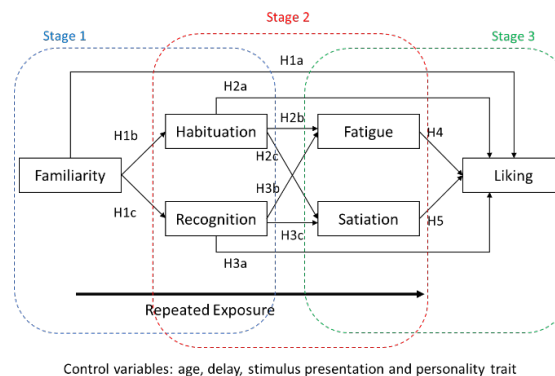 Stage 2
Stage 1
Stage 3
H1a
H2a
Habituation
H2b
Fatigue
H1b
H4
H2c
Familiarity
Liking
H3b
H1c
Recognition
H3c
Satiation
H5
H3a
Repeated Exposure
Control variables: age, delay, stimulus presentation and personality trait